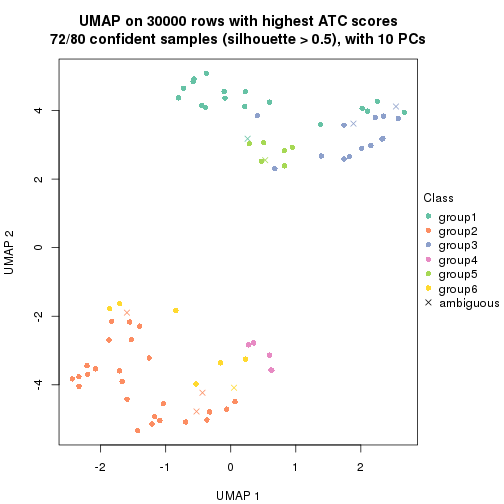 UMAP on 30000 rows with highest ATC scores
72/80 confident samples (silhouette > 0.5), with 10 PCs
4
2
0
-2
-4
UMAP 2
-2
-1
0
1
2
UMAP 1
Class
group1
group2
group3
group4
group5
group6
ambiguous